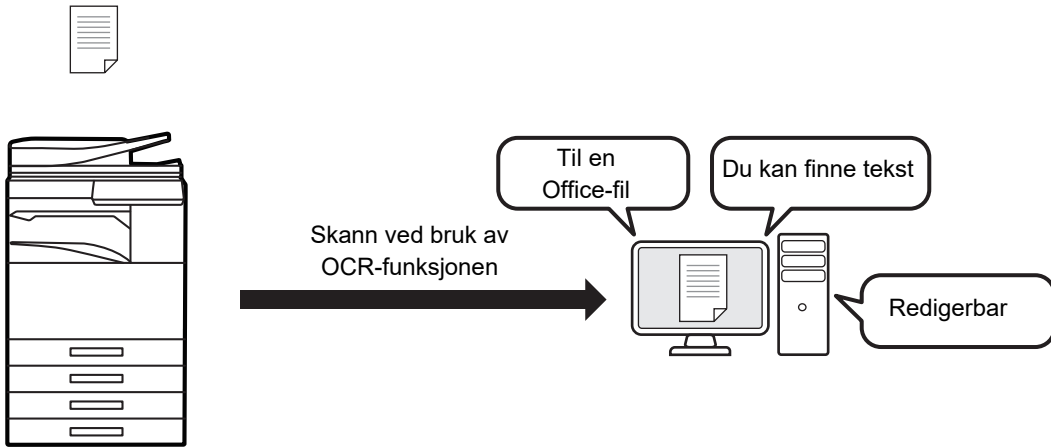 Til en
Office-fil
Du kan finne tekst
Skann ved bruk av
OCR-funksjonen
Redigerbar